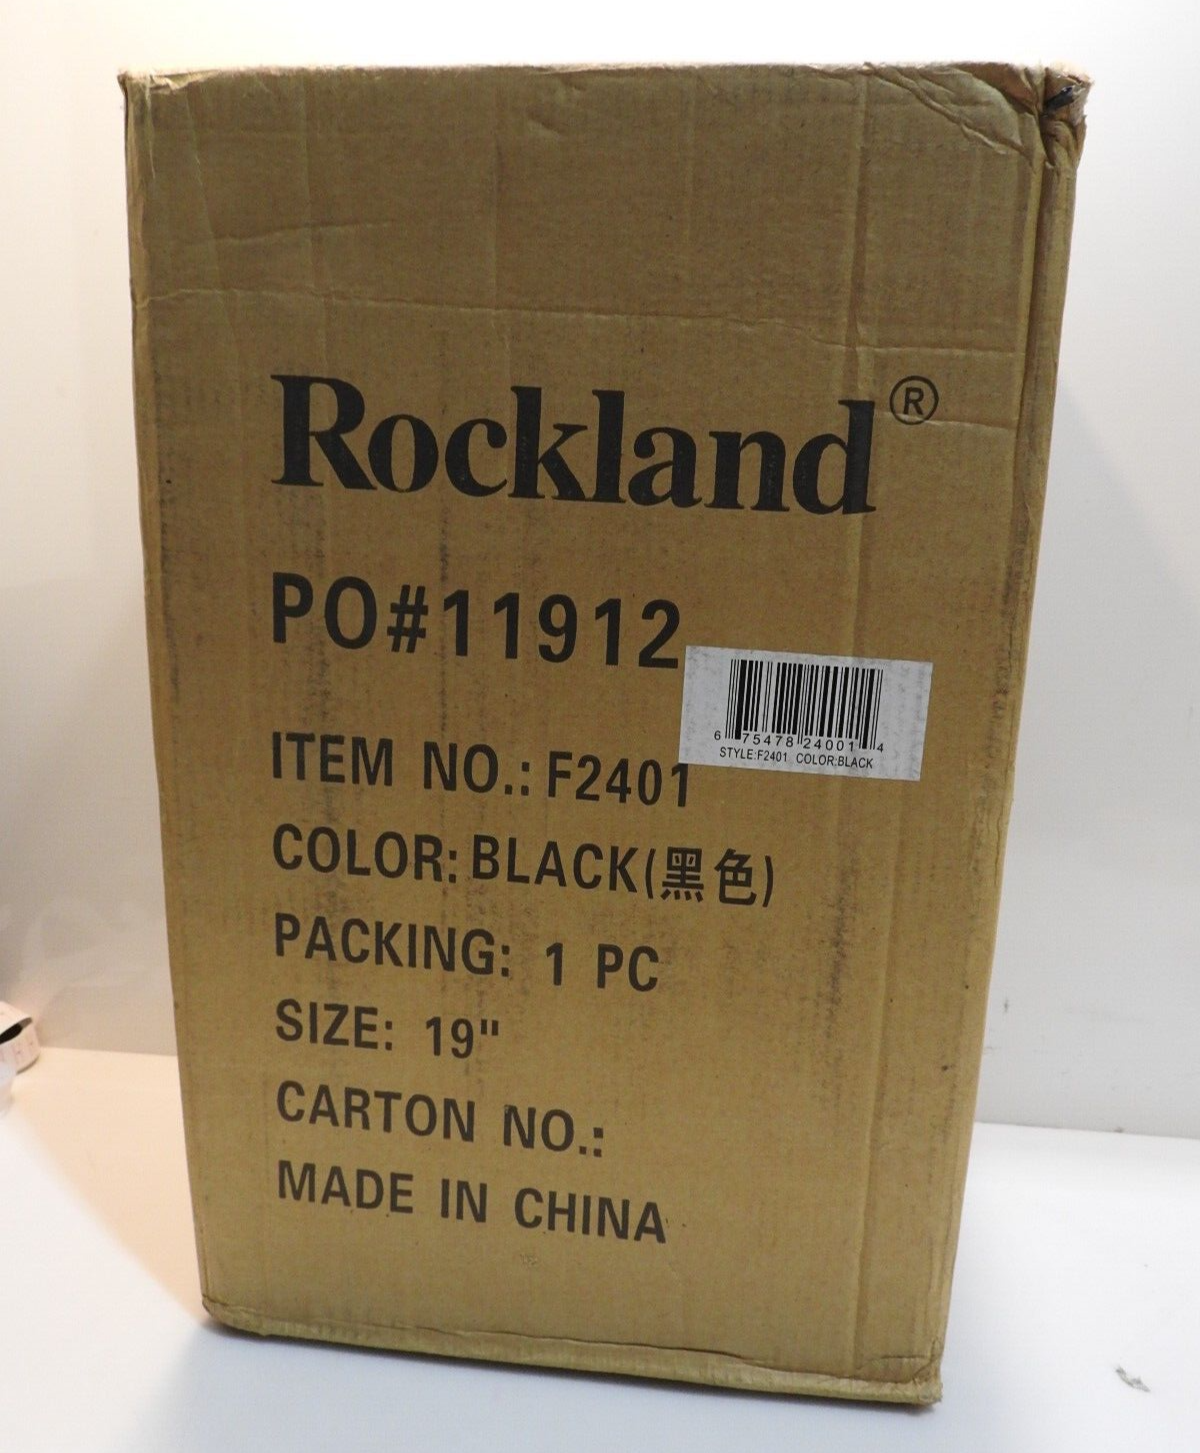 Rockland®
PO#11912
6 75478 24001 4
STYLE:F2401 COLOR:BLACK
ITEM NO.: F2401
COLOR: BLACK(黑色)
PACKING: 1 PC
SIZE: 19"
CARTON NO.:
MADE IN CHINA